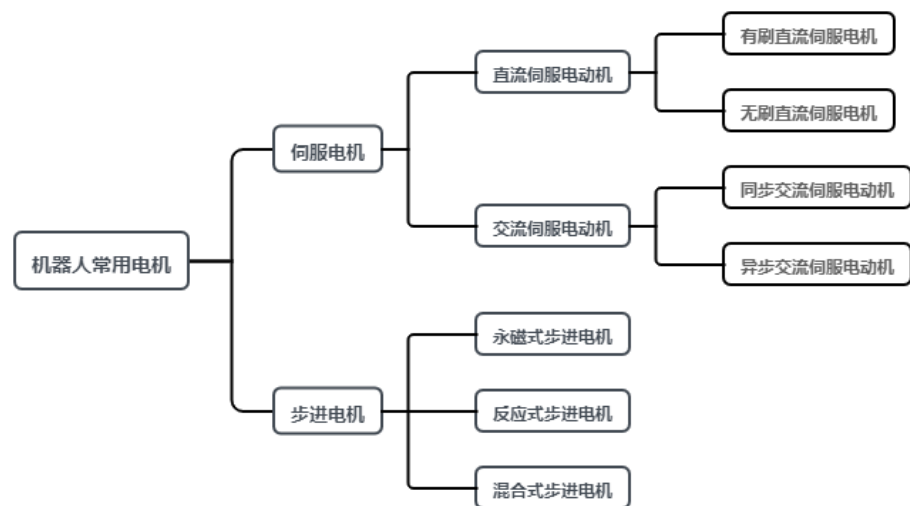 机器人常用电机
伺服电机
直流伺服电动机
有刷直流伺服电机
无刷直流伺服电机
交流伺服电动机
同步交流伺服电动机
异步交流伺服电动机
步进电机
永磁式步进电机
反应式步进电机
混合式步进电机